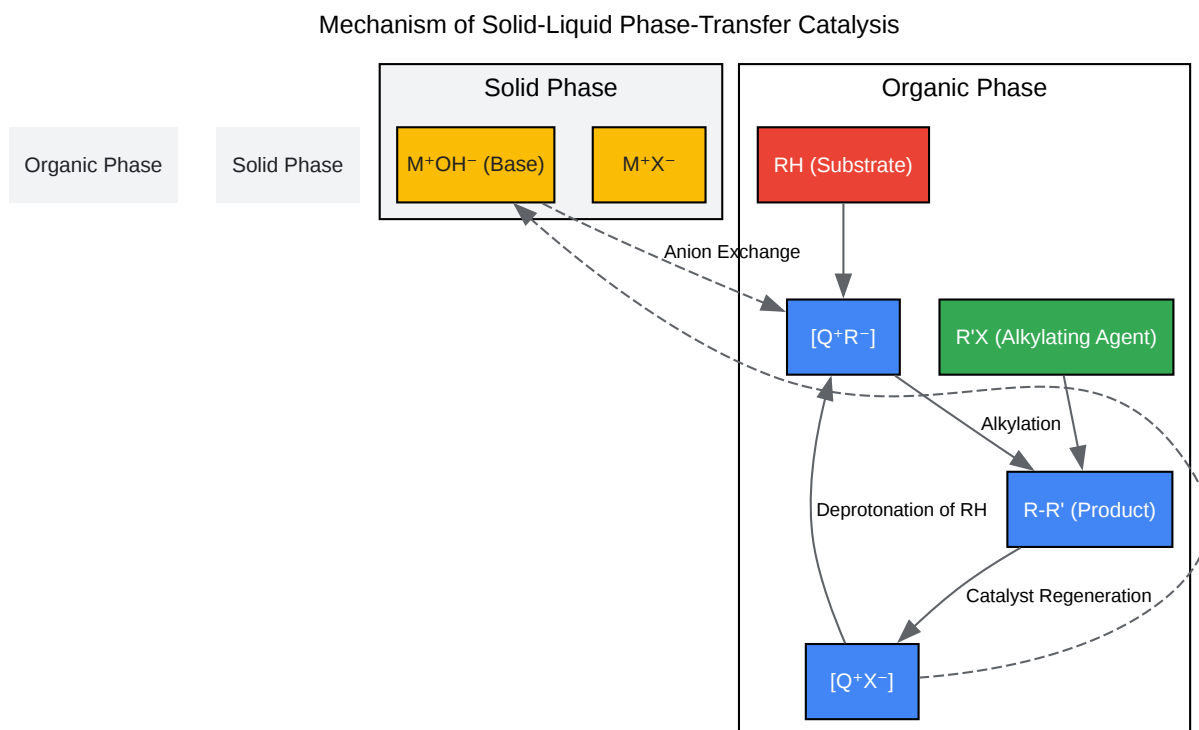 Mechanism of Solid-Liquid Phase-Transfer Catalysis
Solid Phase
Organic Phase
Organic Phase
Solid Phase
M⁺OH⁻ (Base)
M⁺X⁻
RH (Substrate)
Anion Exchange
[Q⁺R⁻]
R'X (Alkylating Agent)
Alkylation
Deprotonation of RH
R-R' (Product)
Catalyst Regeneration
[Q⁺X⁻]